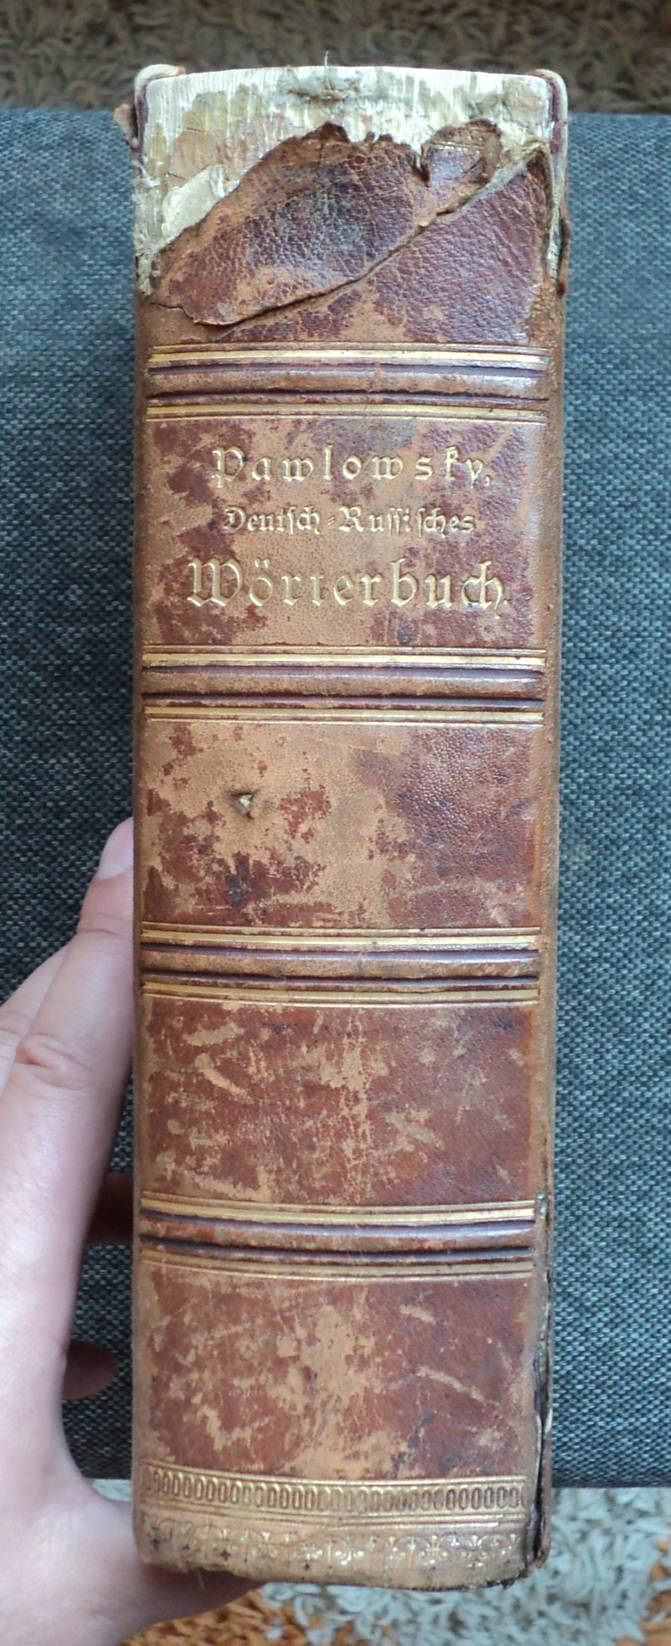 Pawlowsky,
Deutsch-Russisches
Wörterbuch.